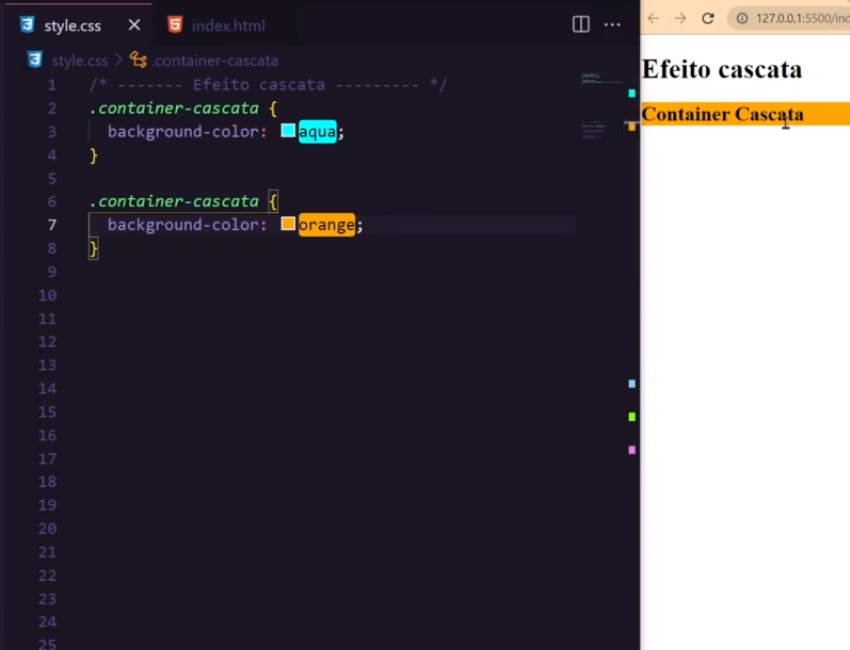 style.css
index.html
127.0.0.1:5500/ind
style.css > .container-cascata
1 /* ------- Efeito cascata --------- */
2 .container-cascata {
3 background-color: aqua;
4 }
5
6 .container-cascata {
7 background-color: orange;
8 }
9
10
11
12
13
14
15
16
17
18
19
20
21
22
23
24
25
Efeito cascata
Container Cascata